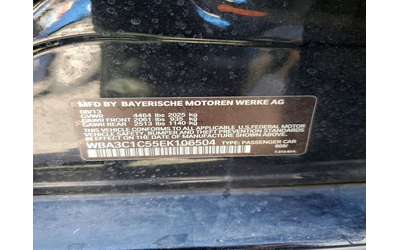 MFD BY BAYERISCHE MOTOREN WERKE AG
08/13
GVWR 4464 lbs 2025 kg
GAWR FRONT 2061 lbs 935 kg
GAWR REAR 2513 lbs 1140 kg
THIS VEHICLE CONFORMS TO ALL APPLICABLE U.S. FEDERAL MOTOR
VEHICLE SAFETY, BUMPER, AND THEFT PREVENTION STANDARDS
IN EFFECT ON THE DATE OF MANUFACTURE SHOWN ABOVE.
WBA3C1C55EK106504 TYPE: PASSENGER CAR